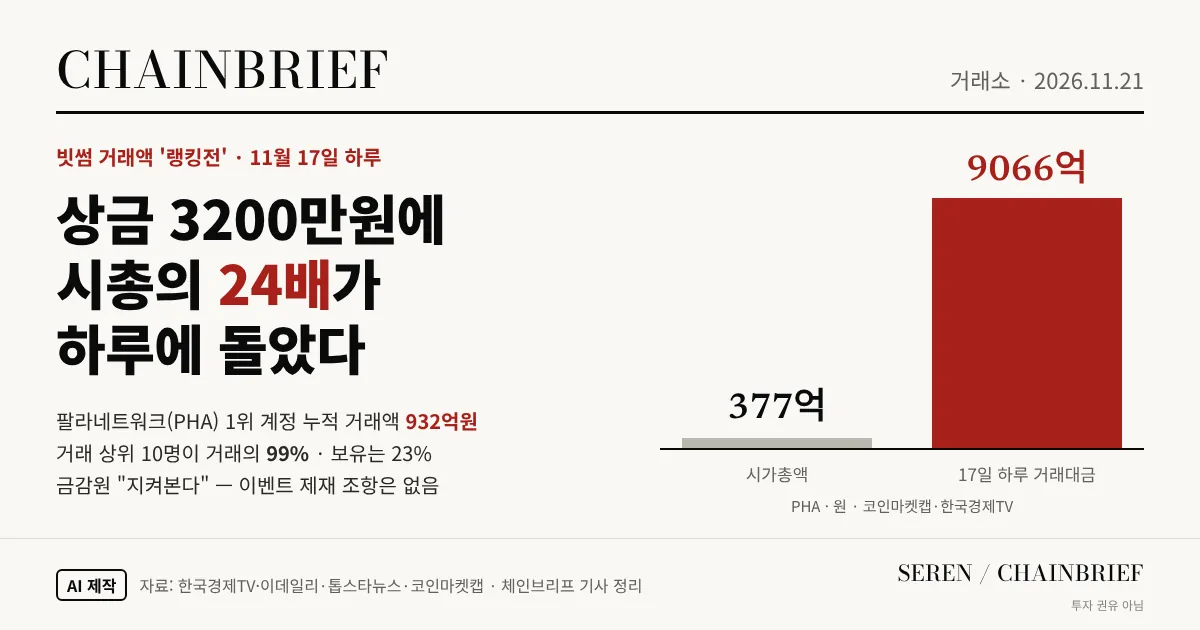 CHAINBRIEF
거래소 · 2026.11.21
빗썸 거래액 '랭킹전' · 11월 17일 하루
상금 3200만원에
시총의 24배가
하루에 돌았다
팔라네트워크(PHA) 1위 계정 누적 거래액 932억원
거래 상위 10명이 거래의 99% · 보유는 23%
금감원 "지켜본다" — 이벤트 제재 조항은 없음
9066억
377억
시가총액
17일 하루 거래대금
PHA · 원 · 코인마켓캡·한국경제TV
AI 제작
자료: 한국경제TV·이데일리·톱스타뉴스·코인마켓캡 · 체인브리프 기사 정리
SEREN / CHAINBRIEF
투자 권유 아님